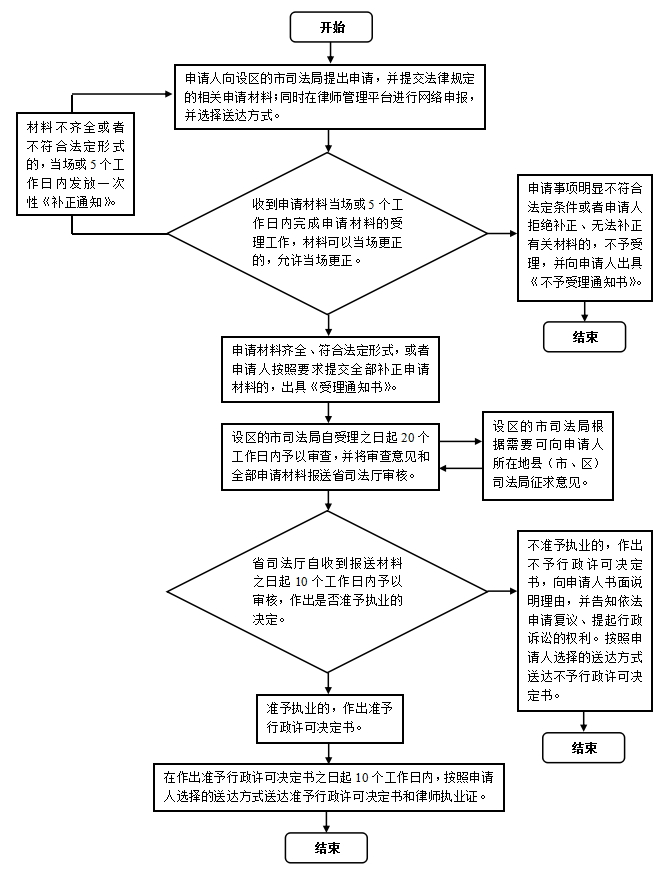 开始
申请人向设区的市司法局提出申请，并提交法律规定
的相关申请材料;同时在律师管理平台进行网络申报，
并选择送达方式。
材料不齐全或者
不符合法定形式
的，当场或 5 个工
作日内发放一次
性《补正通知》。
收到申请材料当场或 5 个工
作日内完成申请材料的受
理工作，材料可以当场更正
的，允许当场更正。
申请事项明显不符合
法定条件或者申请人
拒绝补正、无法补正
有关材料的，不予受
理，并向申请人出具
《不予受理通知书》。
结束
申请材料齐全、符合法定形式，或者
申请人按照要求提交全部补正申请
材料的，出具《受理通知书》。
设区的市司法局自受理之日起 20 个
工作日内予以审查，并将审查意见和
全部申请材料报送省司法厅审核。
设区的市司法局根
据需要可向申请人
所在地县（市、区）
司法局征求意见。
省司法厅自收到报送材料
之日起 10 个工作日内予以
审核，作出是否准予执业的
决定。
不准予执业的，作出
不予行政许可决定
书，向申请人书面说
明理由，并告知依法
申请复议、提起行政
诉讼的权利。按照申
请人选择的送达方式
送达不予行政许可决
定书。
结束
准予执业的，作出准予
行政许可决定书。
在作出准予行政许可决定书之日起 10 个工作日内，按照申请
人选择的送达方式送达准予行政许可决定书和律师执业证。
结束